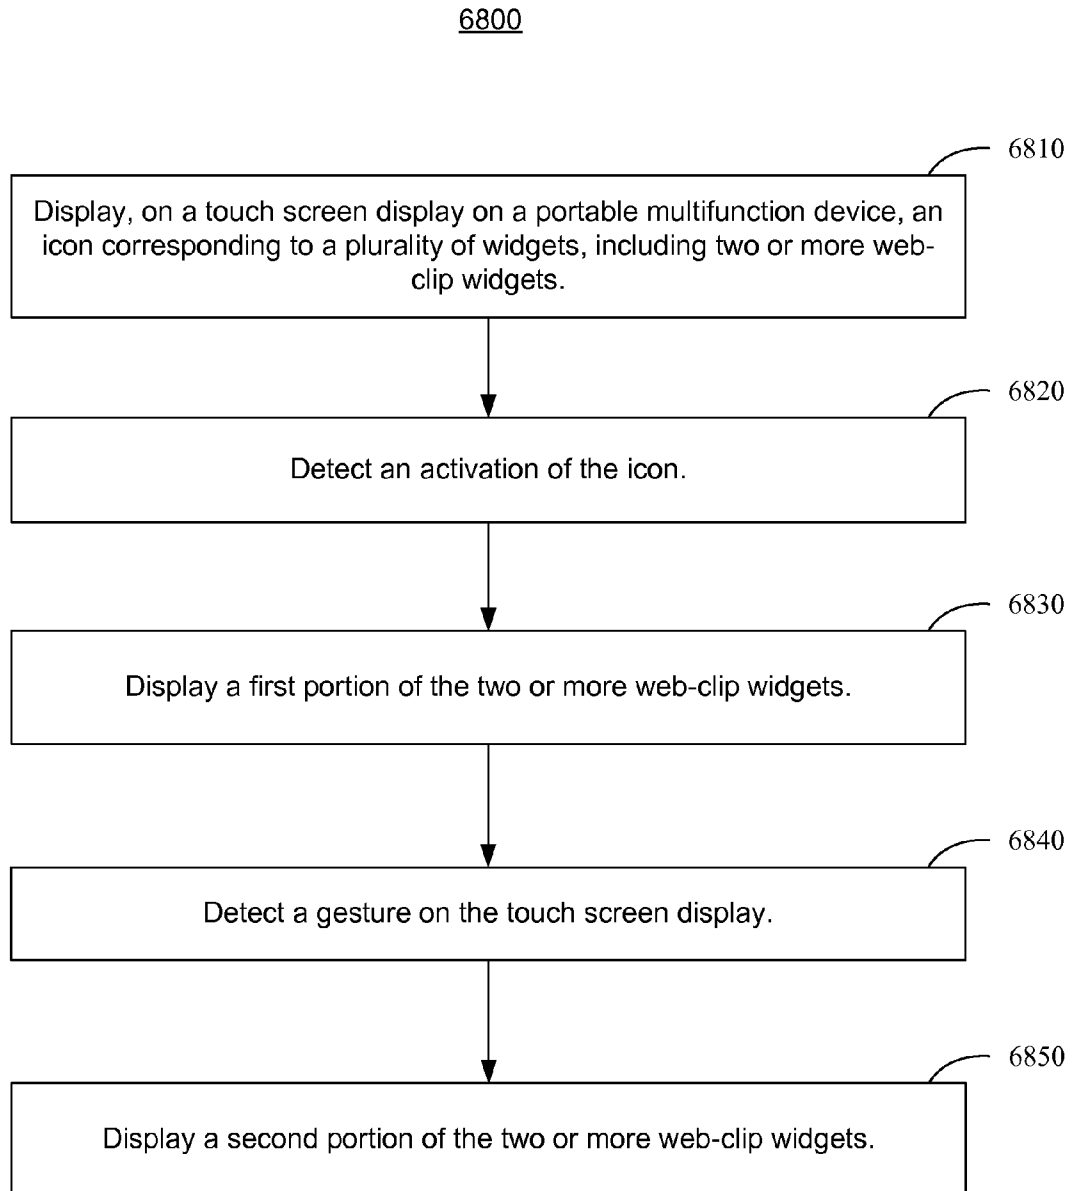 6800
6810
Display, on a touch screen display on a portable multifunction device, an
icon corresponding to a plurality of widgets, including two or more web-
clip widgets.
6820
Detect an activation of the icon.
6830
Display a first portion of the two or more web-clip widgets.
6840
Detect a gesture on the touch screen display.
6850
Display a second portion of the two or more web-clip widgets.